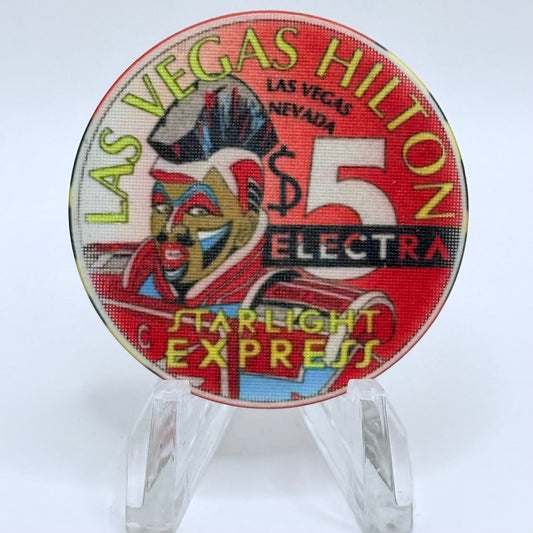 LAS VEGAS HILTON
LAS VEGAS
NEVADA
$5
ELECTRA
STARLIGHT
EXPRESS